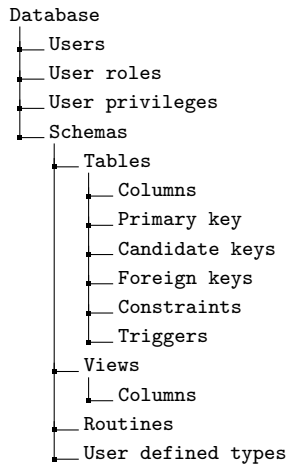 Database
Users
User roles
User privileges
Schemas
Tables
Columns
Primary key
Candidate keys
Foreign keys
Constraints
Triggers
Views
Columns
Routines
User defined types